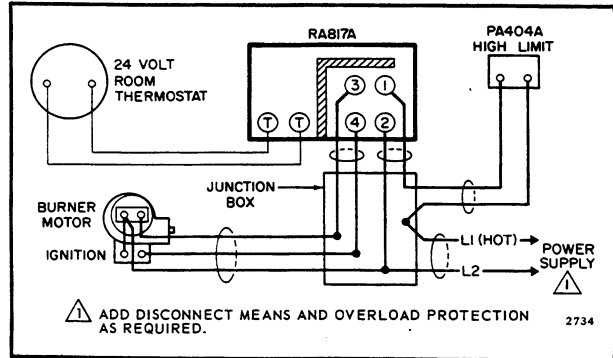 RA817A
PA404A
HIGH LIMIT
24 VOLT
ROOM
THERMOSTAT
3 1
T T 4 2
JUNCTION
BOX
BURNER
MOTOR
IGNITION
L1 (HOT)
L2
POWER
SUPPLY
1
1 ADD DISCONNECT MEANS AND OVERLOAD PROTECTION
AS REQUIRED.
2734